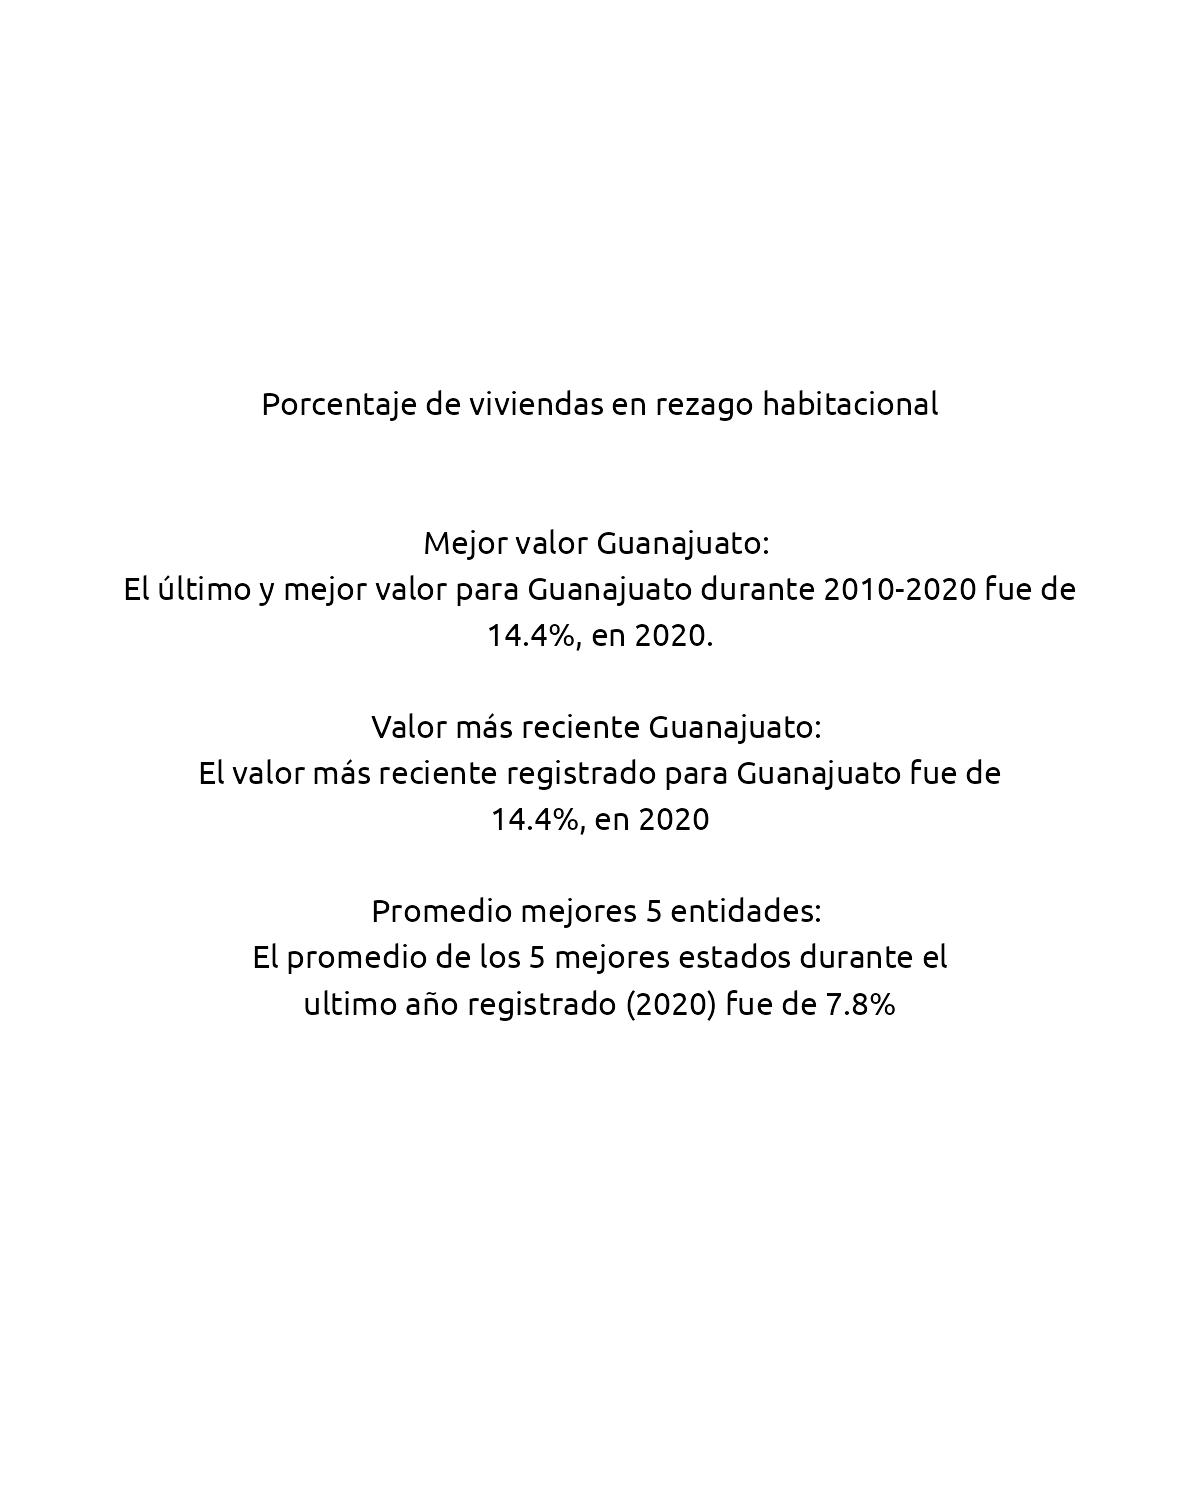 Porcentaje de viviendas en rezago habitacional
Mejor valor Guanajuato:
El último y mejor valor para Guanajuato durante 2010-2020 fue de
14.4%, en 2020.
Valor más reciente Guanajuato:
El valor más reciente registrado para Guanajuato fue de
14.4%, en 2020
Promedio mejores 5 entidades:
El promedio de los 5 mejores estados durante el
ultimo año registrado (2020) fue de 7.8%